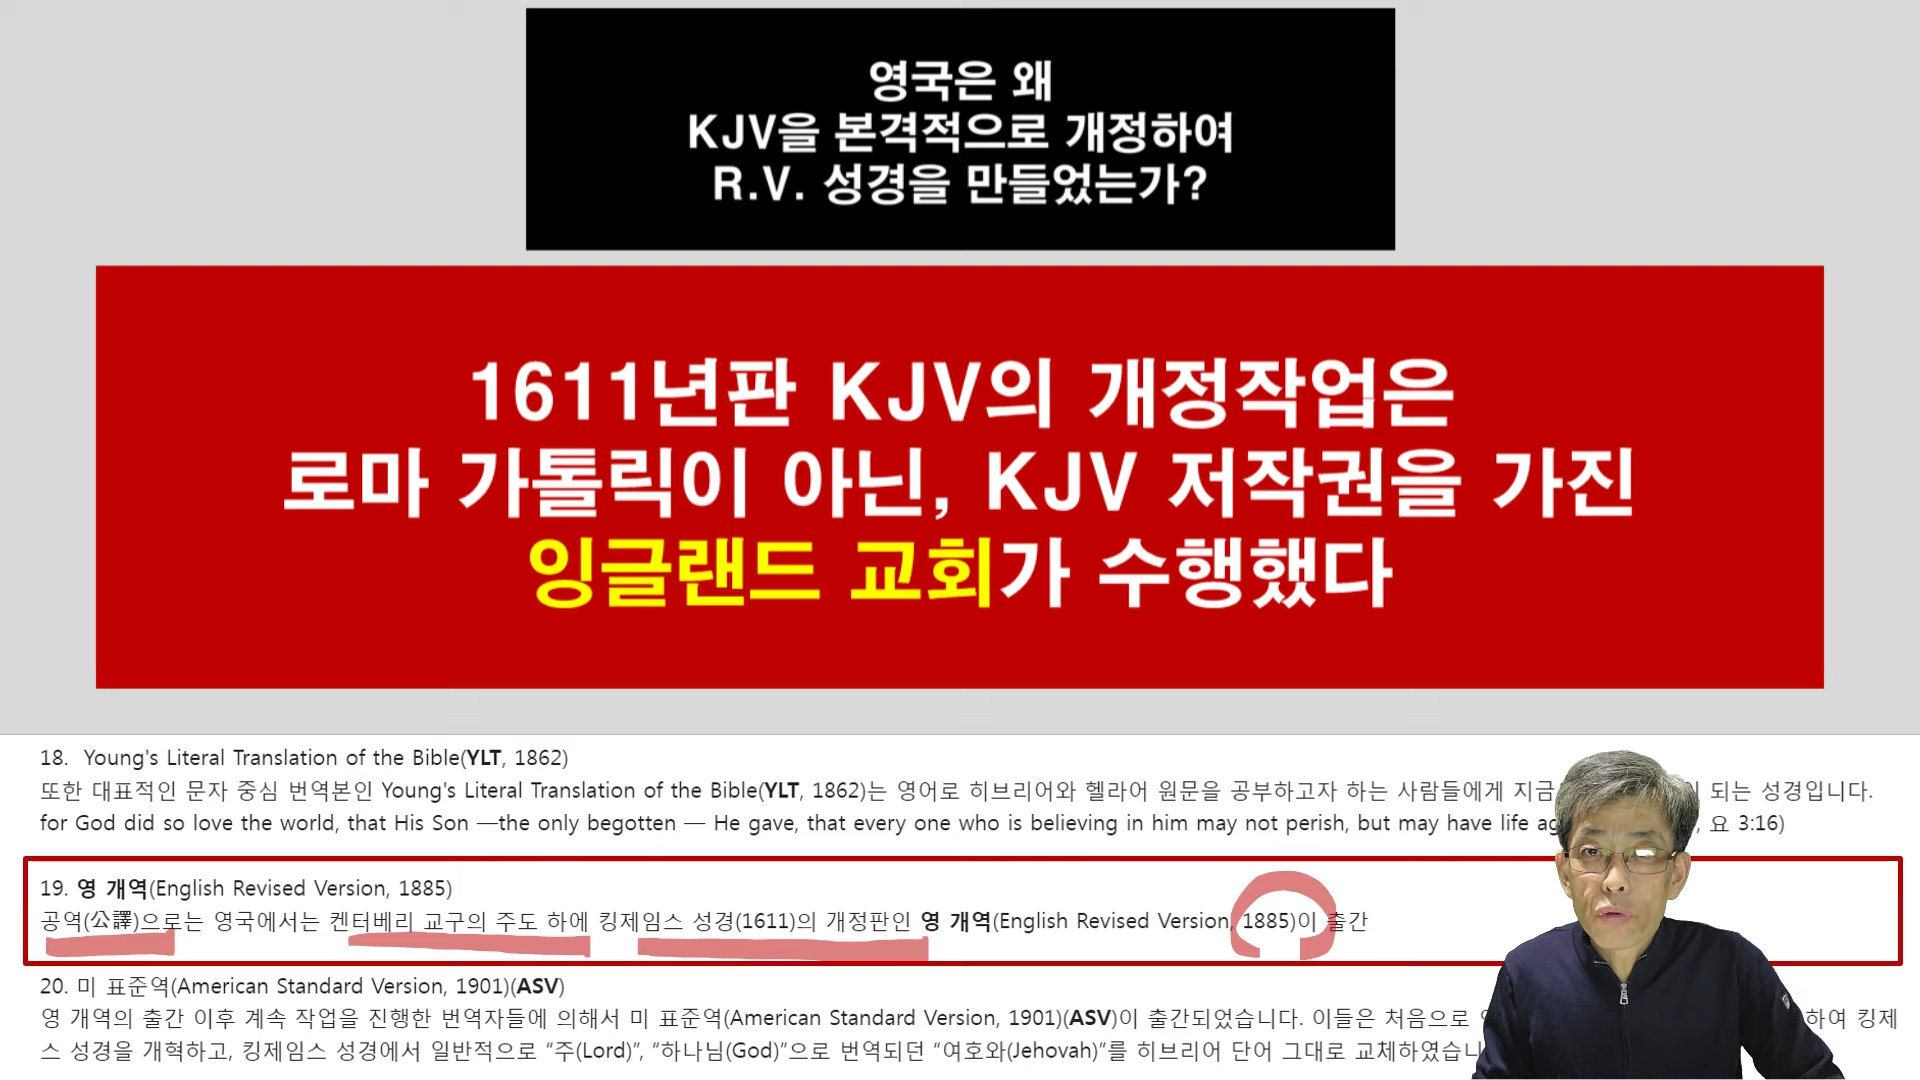 영국은 왜
KJV을 본격적으로 개정하여
R.V. 성경을 만들었는가?
1611년판 KJV의 개정작업은
로마 가톨릭이 아닌, KJV 저작권을 가진
잉글랜드 교회가 수행했다
18. Young's Literal Translation of the Bible(YLT, 1862)
또한 대표적인 문자 중심 번역본인 Young's Literal Translation of the Bible(YLT, 1862)는 영어로 히브리어와 헬라어 원문을 공부하고자 하는 사람들에게 지금 되는 성경입니다.
for God did so love the world, that His Son —the only begotten — He gave, that every one who is believing in him may not perish, but may have life , 요 3:16)
19. 영 개역(English Revised Version, 1885)
공역(公譯)으로는 영국에서는 켄터베리 교구의 주도 하에 킹제임스 성경(1611)의 개정판인 영 개역(English Revised Version, 1885)이 출간
20. 미 표준역(American Standard Version, 1901)(ASV)
영 개역의 출간 이후 계속 작업을 진행한 번역자들에 의해서 미 표준역(American Standard Version, 1901)(ASV)이 출간되었습니다. 이들은 처음으로 하여 킹제
스 성경을 개혁하고, 킹제임스 성경에서 일반적으로 “주(Lord)”, “하나님(God)”으로 번역되던 “여호와(Jehovah)”를 히브리어 단어 그대로 교체하였습니